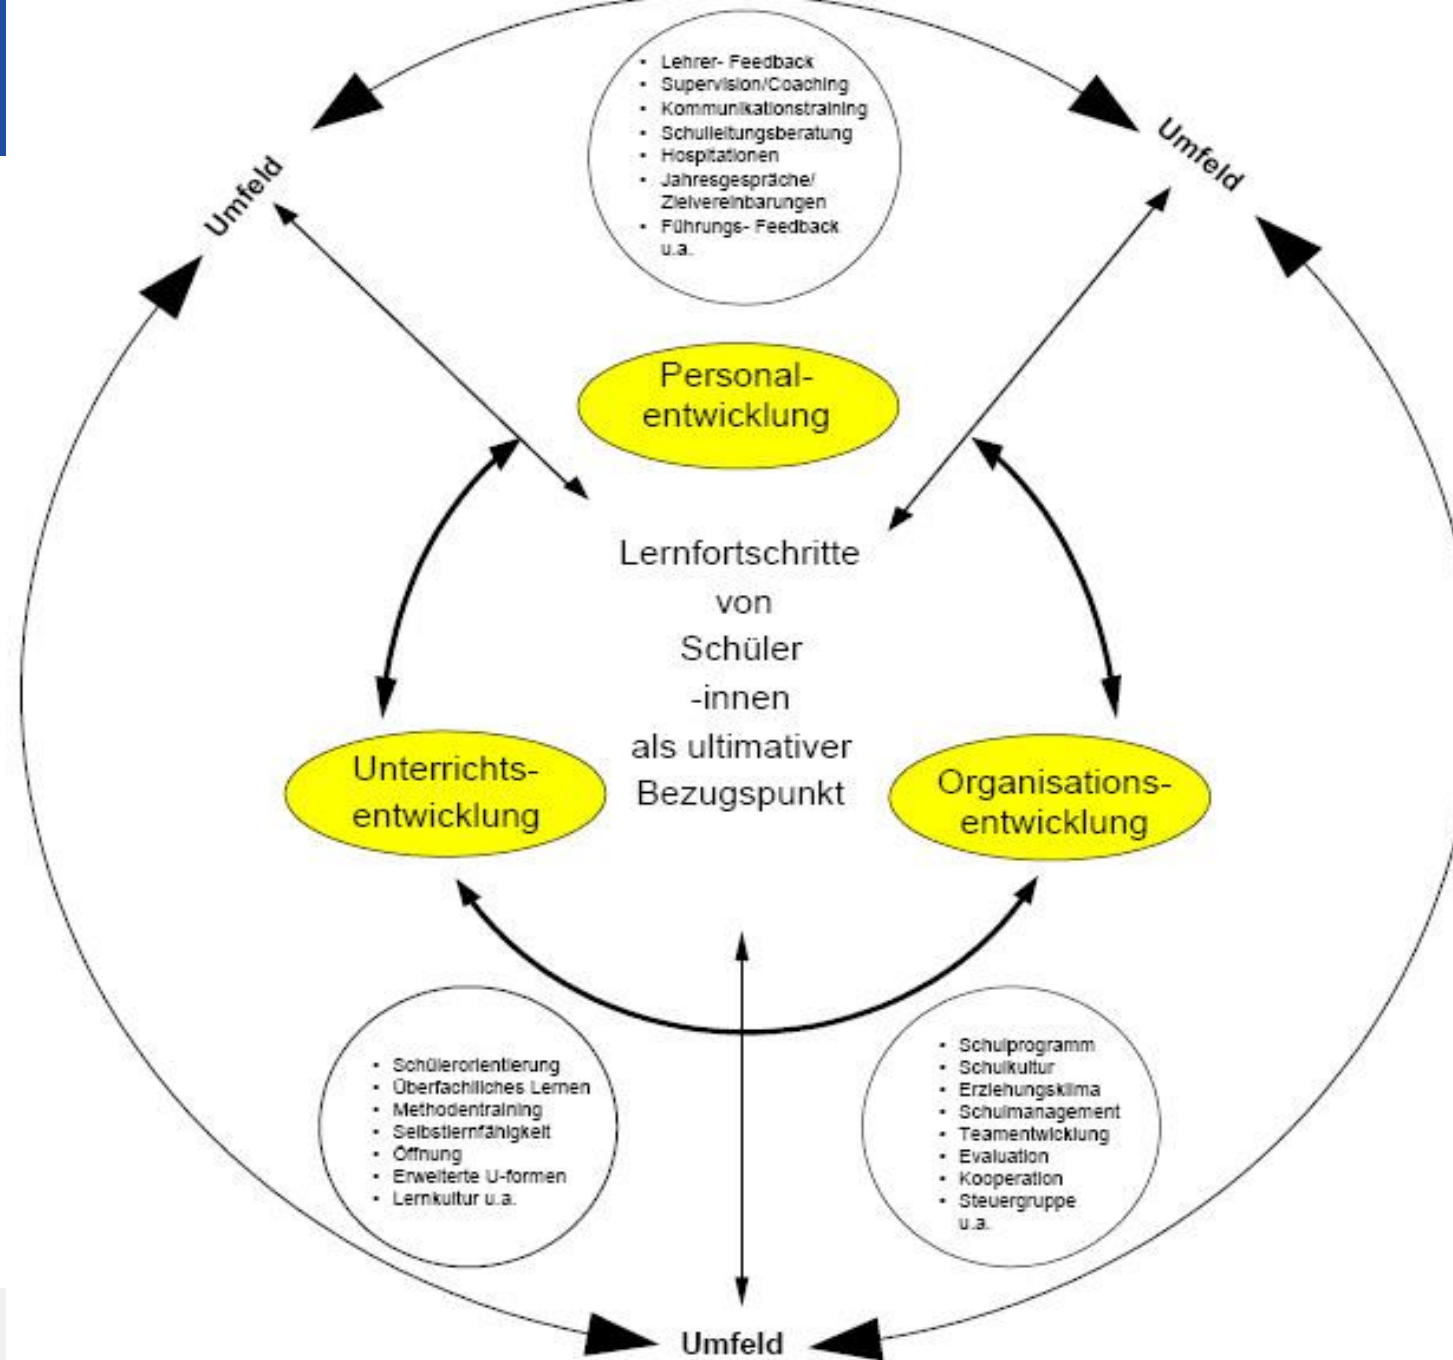 • Lehrer- Feedback
• Supervision/Coaching
• Kommunikationstraining
• Schulleitungsberatung
• Hospitationen
• Jahresgespräche/
Zielvereinbarungen
• Führungs- Feedback
u.a.
Umfeld
Umfeld
Personal-
entwicklung
Lernfortschritte
von
Schüler
-innen
als ultimativer
Bezugspunkt
Unterrichts-
entwicklung
Organisations-
entwicklung
• Schülerorientierung
• Überfachliches Lernen
• Methodentraining
• Selbstlernfähigkeit
• Öffnung
• Erweiterte U-formen
• Lernkultur u.a.
• Schulprogramm
• Schulkultur
• Erziehungsklima
• Schulmanagement
• Teamentwicklung
• Evaluation
• Kooperation
• Steuergruppe
u.a.
Umfeld